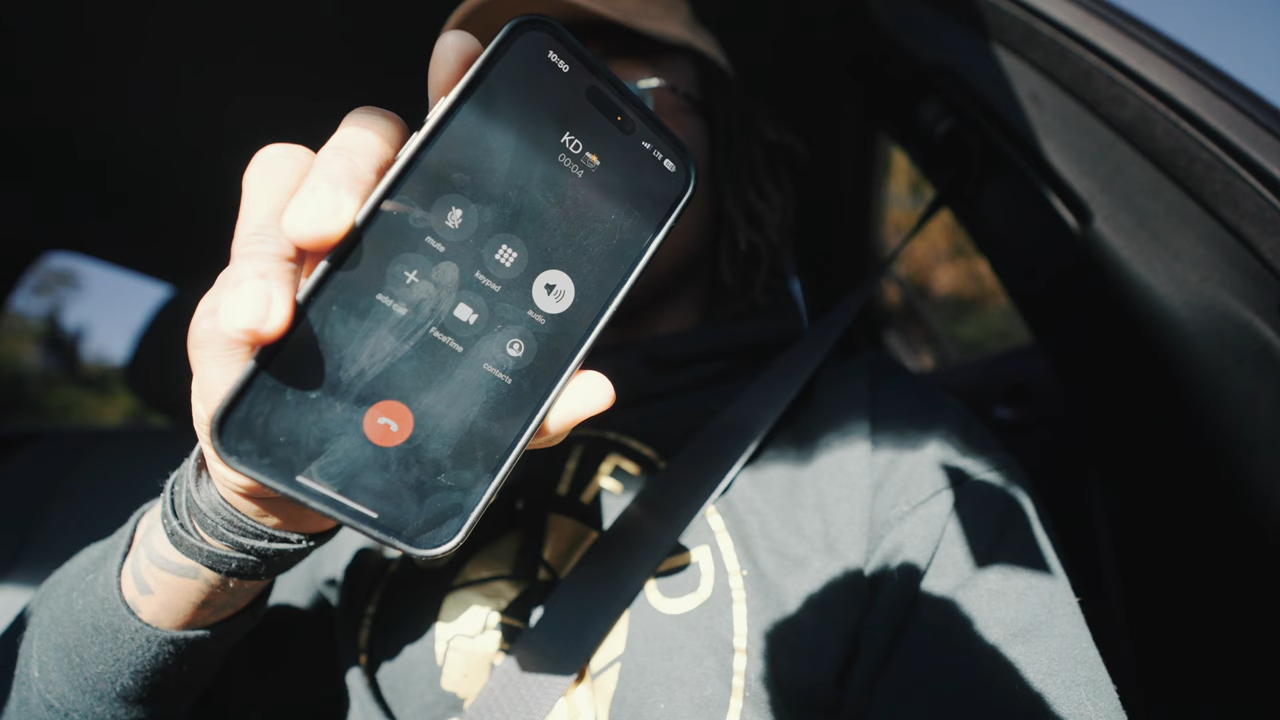 10:50
LTE
KD
00:04
mute
keypad
audio
add call
FaceTime
contacts
F
G